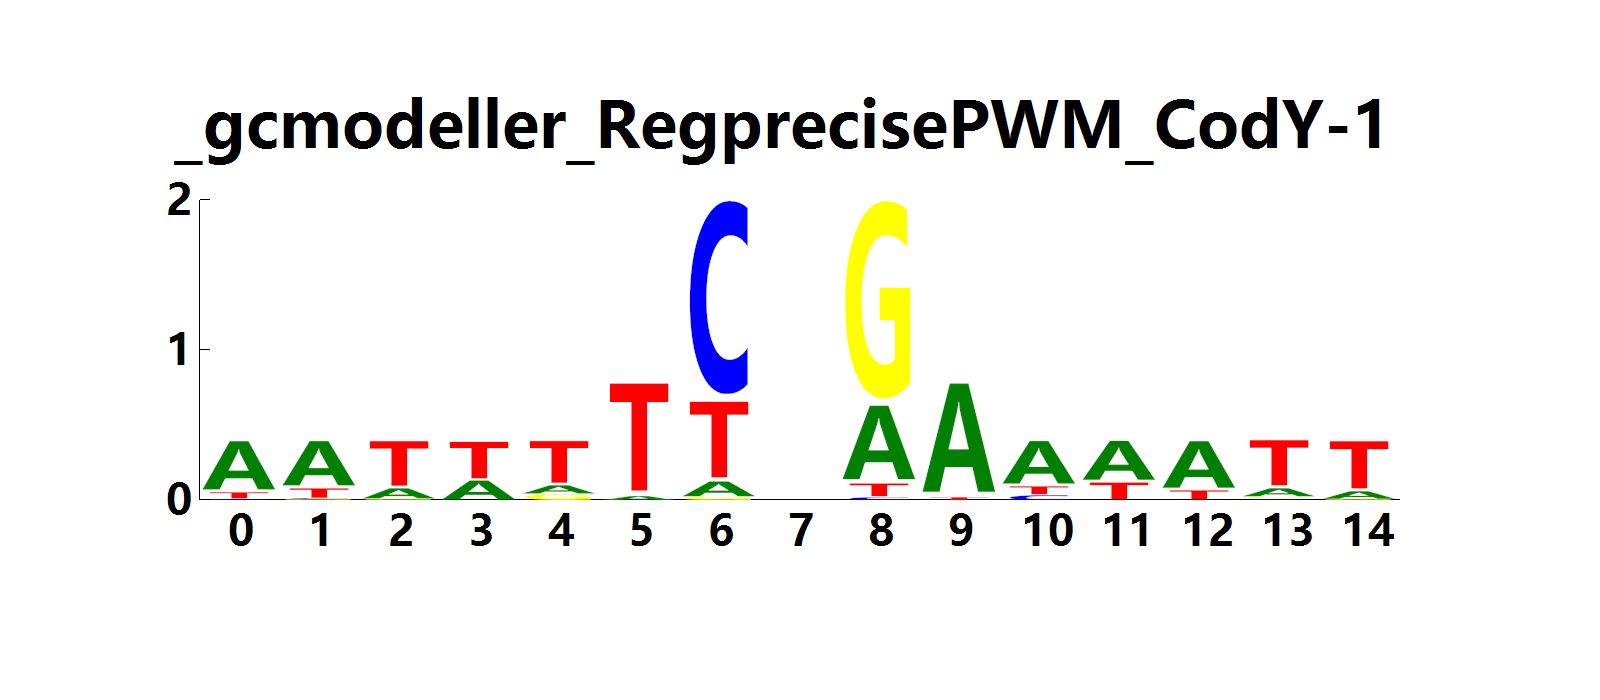 _gcmodeller_RegprecisePWM_CodY-1
2
C G
1
T T A A
A A T T T A A A A T T
T T A A A A T T T T A A
0
0 1 2 3 4 5 6 7 8 9 10 11 12 13 14